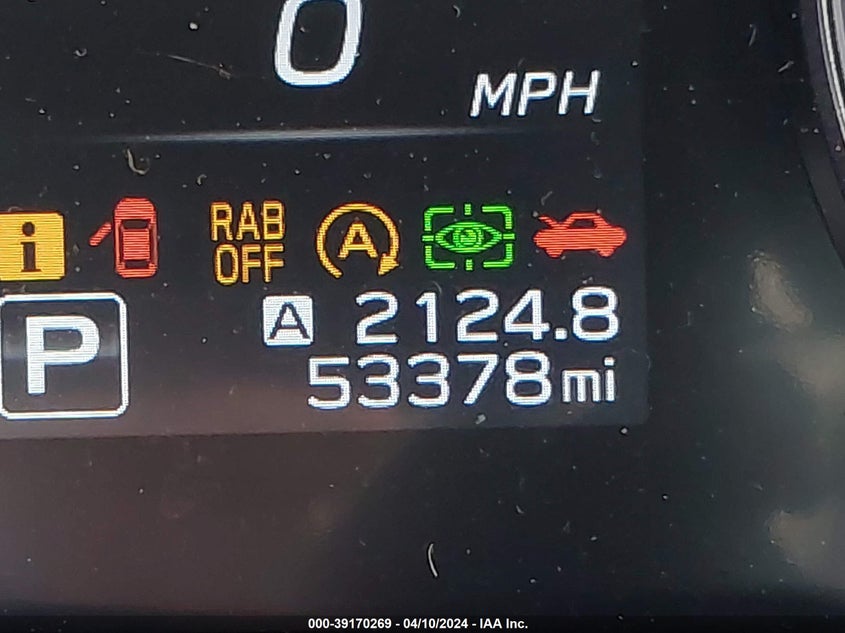 0
MPH
i
RAB
OFF
A
P
A 2124.8
53378 mi
000-39170269 - 04/10/2024 - IAA Inc.